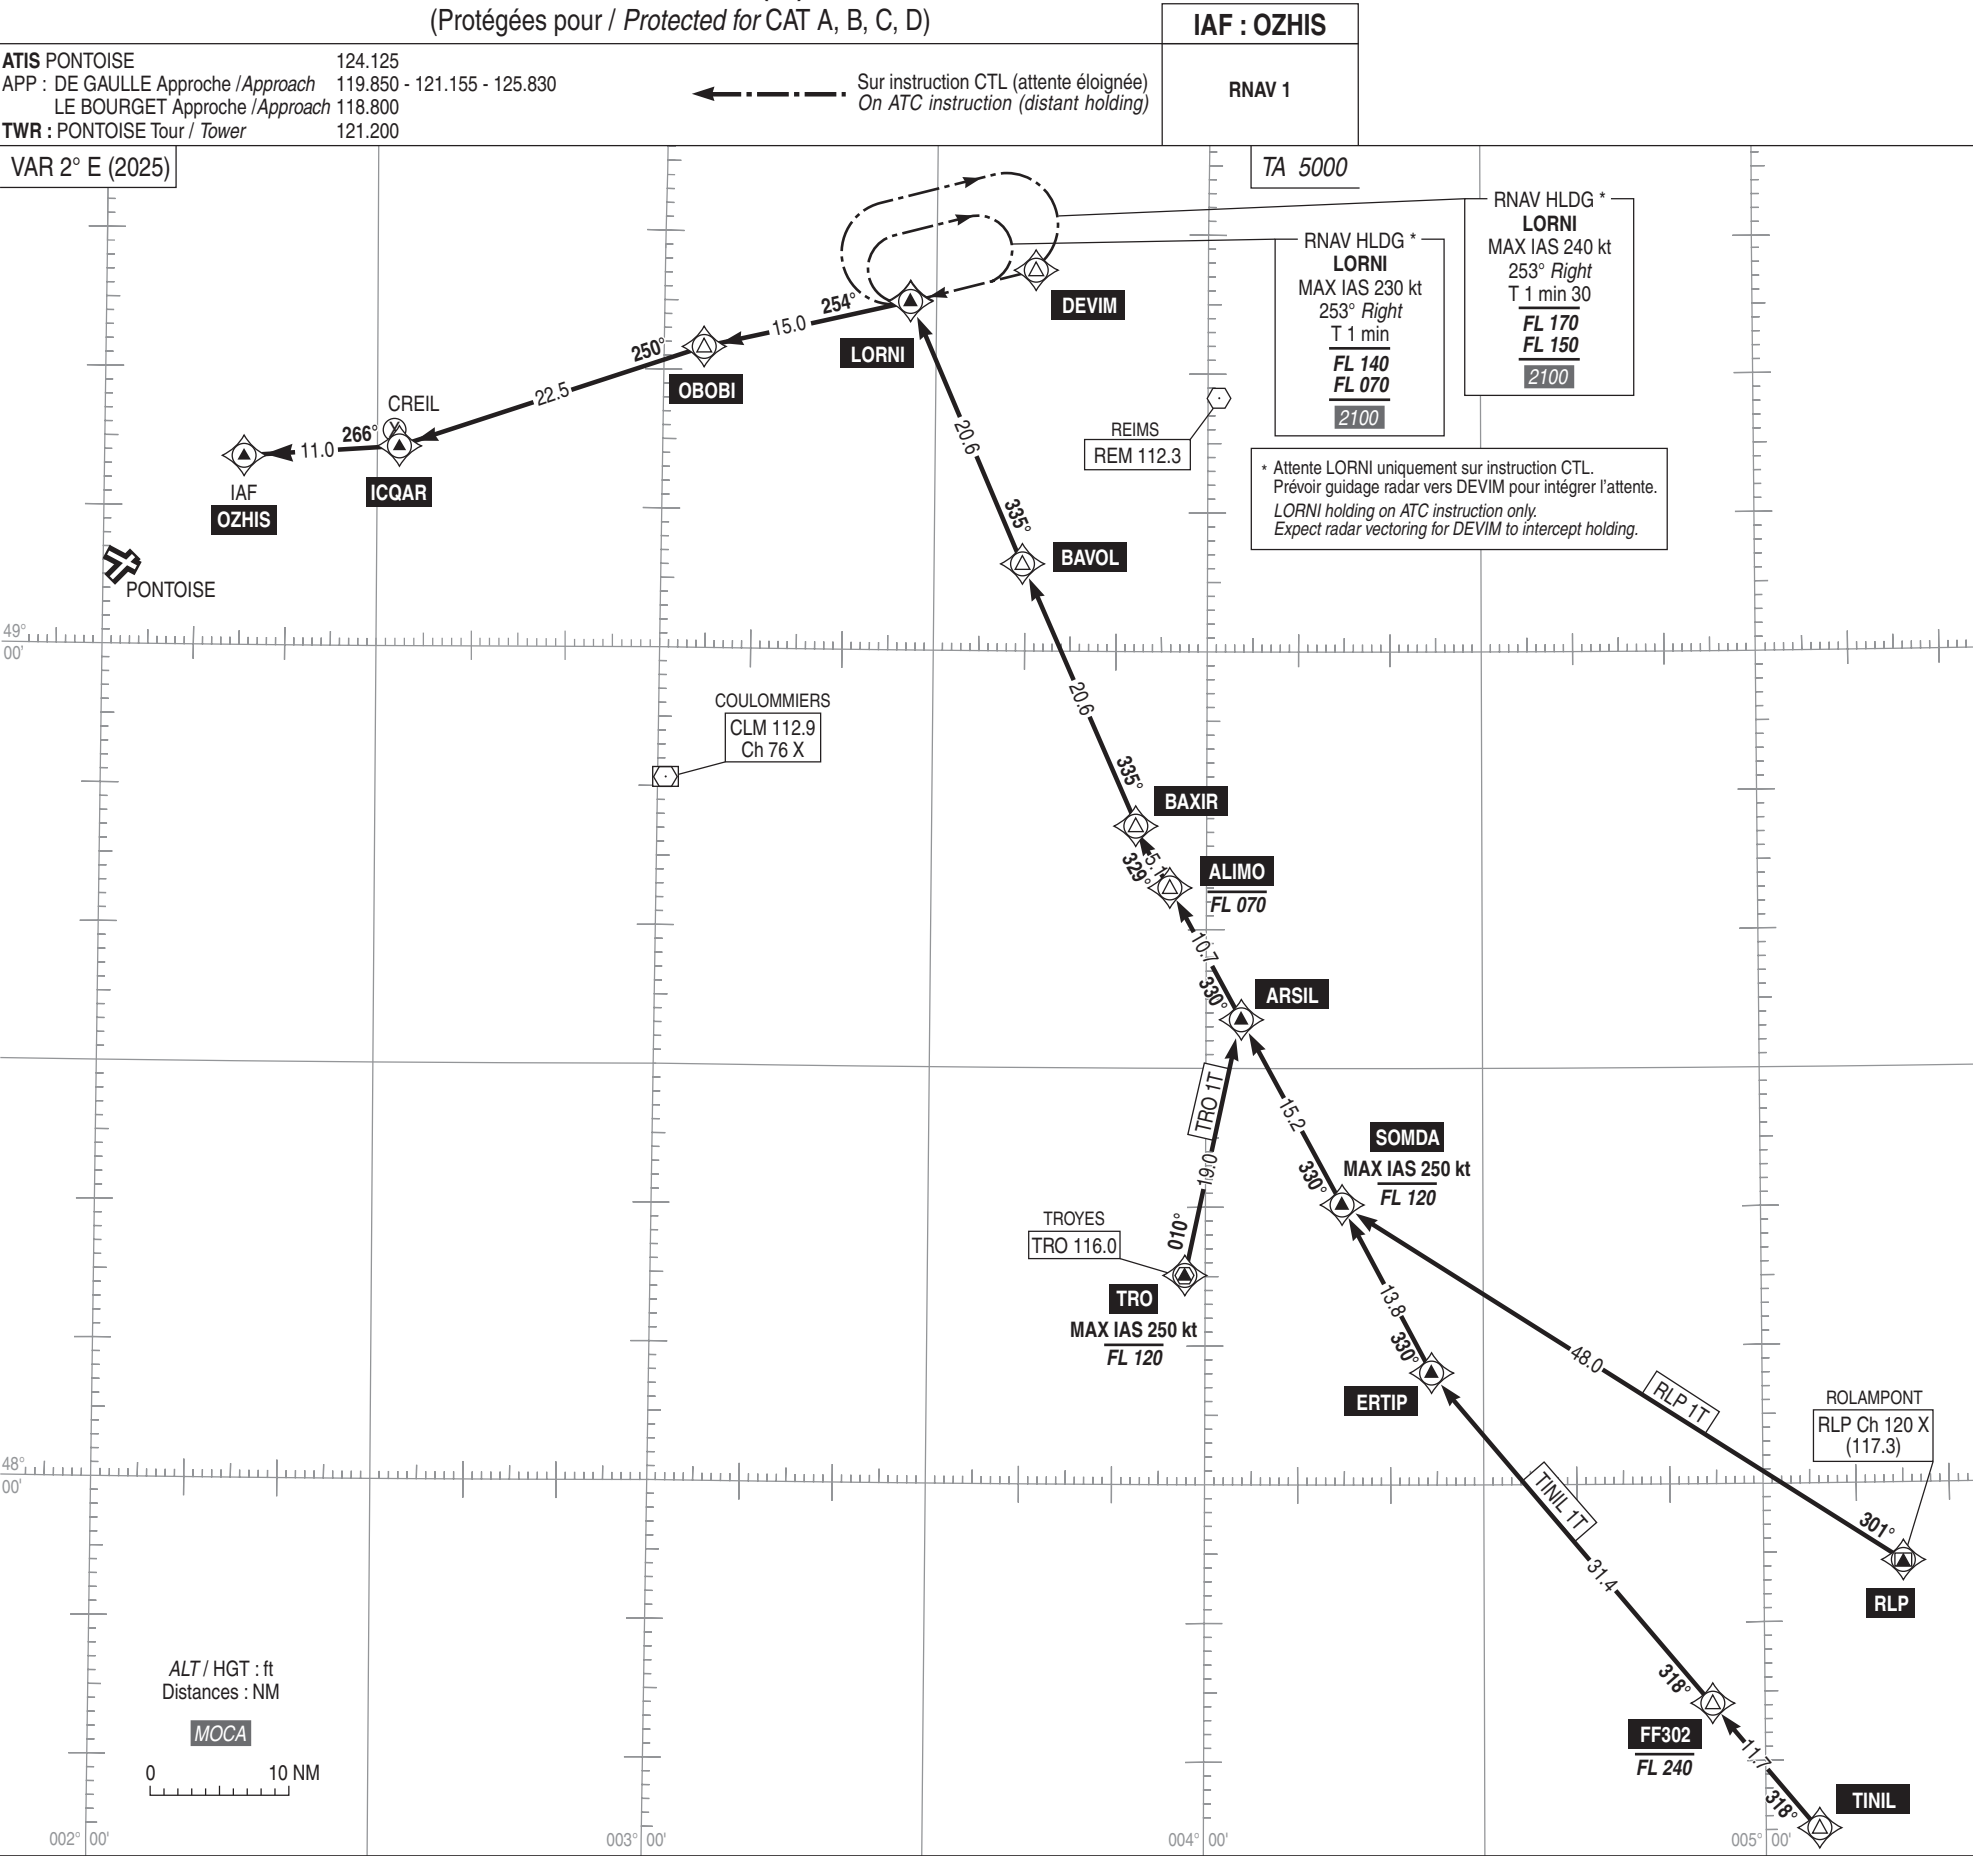 (Protégées pour / Protected for CAT A, B, C, D)
IAF : OZHIS
ATIS PONTOISE 124.125
APP : DE GAULLE Approche /Approach 119.850 - 121.155 - 125.830
LE BOURGET Approche /Approach 118.800
TWR : PONTOISE Tour / Tower 121.200
Sur instruction CTL (attente éloignée)
On ATC instruction (distant holding)
RNAV 1
VAR 2° E (2025)
TA 5000
RNAV HLDG *
LORNI
MAX IAS 240 kt
253° Right
T 1 min 30
FL 170
FL 150
2100
RNAV HLDG *
LORNI
MAX IAS 230 kt
253° Right
T 1 min
FL 140
FL 070
2100
DEVIM
254°
15.0
LORNI
250°
OBOBI
22.5
CREIL
266°
11.0
ICQAR
IAF
OZHIS
PONTOISE
20.6
REIMS
REM 112.3
* Attente LORNI uniquement sur instruction CTL.
Prévoir guidage radar vers DEVIM pour intégrer l'attente.
LORNI holding on ATC instruction only.
Expect radar vectoring for DEVIM to intercept holding.
335°
BAVOL
49°
00'
20.6
COULOMMIERS
CLM 112.9
Ch 76 X
335°
BAXIR
5.1
329°
ALIMO
FL 070
10.7
330°
ARSIL
TRO 1T
15.2
SOMDA
MAX IAS 250 kt
FL 120
19.0
330°
010°
TROYES
TRO 116.0
TRO
MAX IAS 250 kt
FL 120
13.8
330°
ERTIP
48.0
RLP 1T
ROLAMPONT
RLP Ch 120 X
(117.3)
48°
00'
TINIL 1T
301°
RLP
31.4
318°
FF302
FL 240
11.7
318°
TINIL
ALT / HGT : ft
Distances : NM
MOCA
0 10 NM
002° 00'
003° 00'
004° 00'
005° 00'